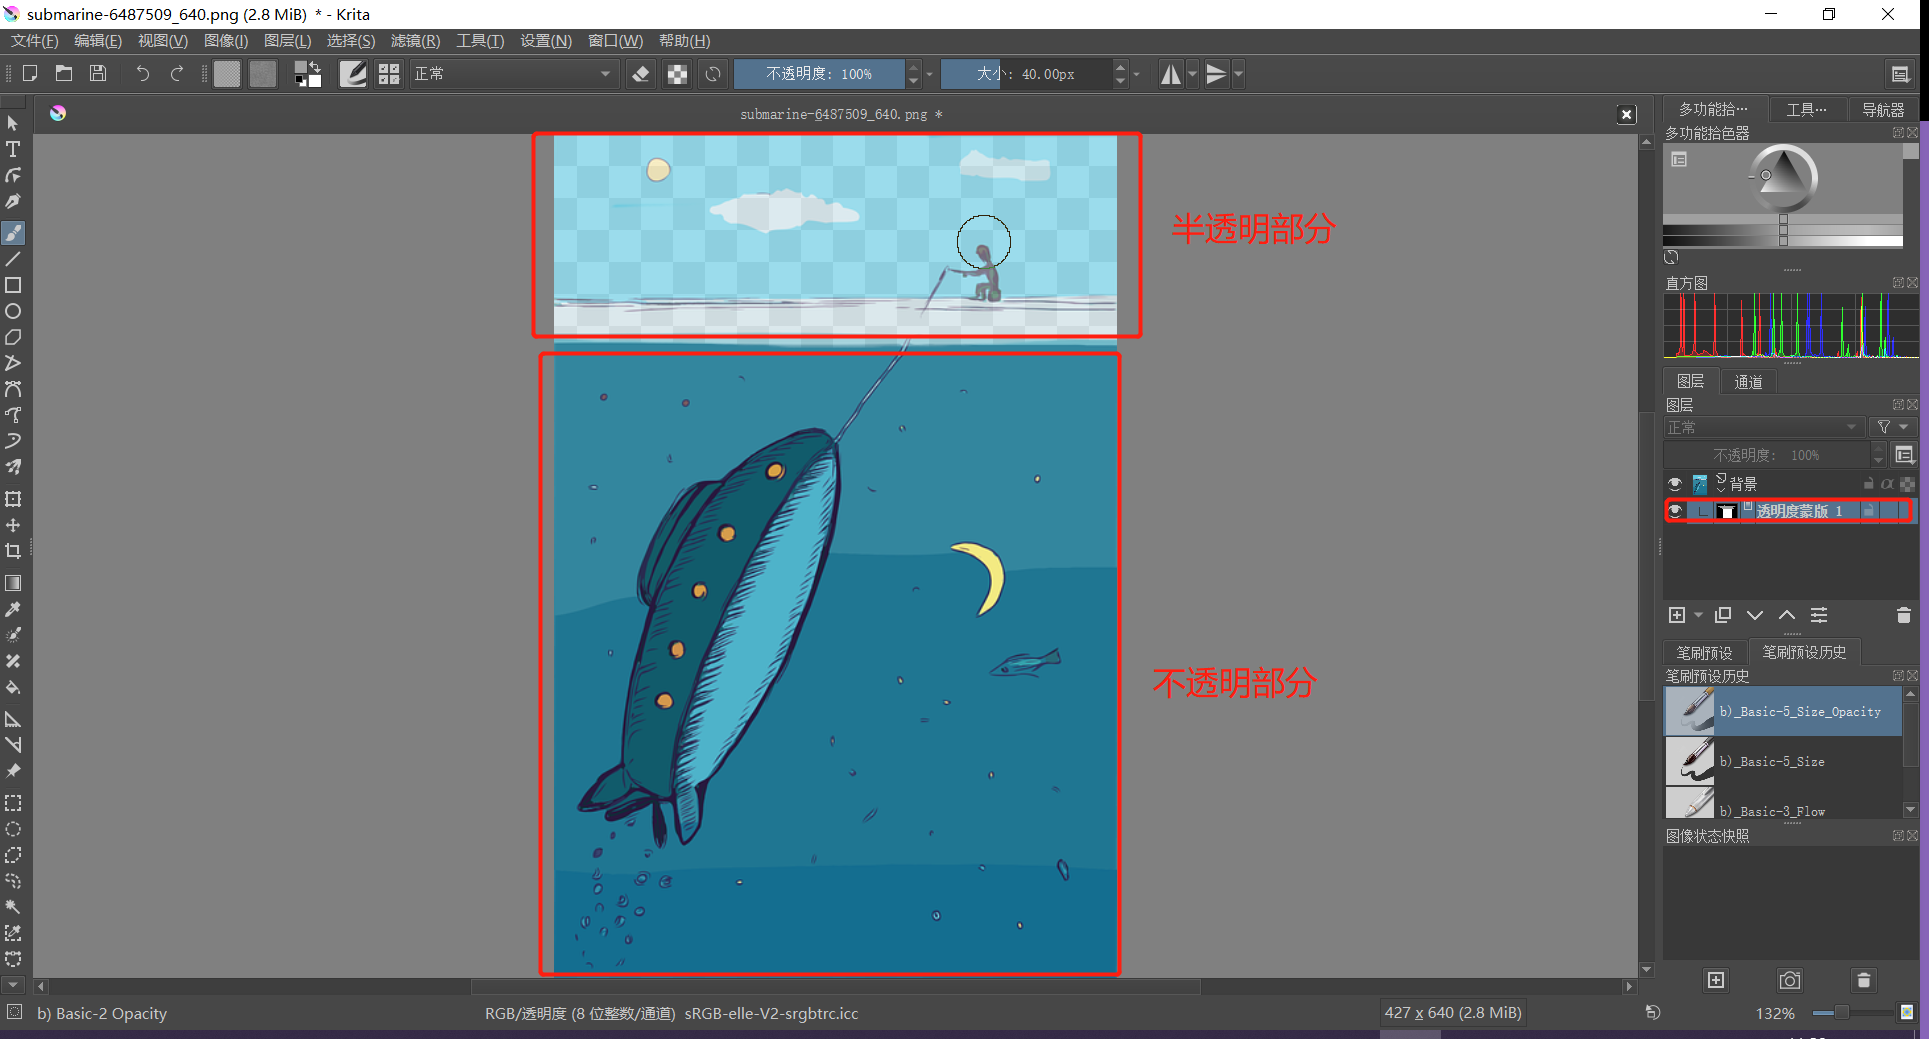 submarine-6487509_640.png (2.8 MiB)  * - Krita
文件(F) 编辑(E) 视图(V) 图像(I) 图层(L) 选择(S) 滤镜(R) 工具(T) 设置(N) 窗口(W) 帮助(H)
正常
不透明度: 100%
大小: 40.00px
submarine-6487509_640.png *
半透明部分
不透明部分
多功能拾…
工具…
导航器
多功能拾色器
直方图
图层
通道
图层
正常
不透明度: 100%
背景
透明度蒙版 1
笔刷预设
笔刷预设历史
笔刷预设历史
b)_Basic-5_Size_Opacity
b)_Basic-5_Size
b)_Basic-3_Flow
图像状态快照
b) Basic-2 Opacity
RGB/透明度 (8 位整数/通道)  sRGB-elle-V2-srgbtrc.icc
427 x 640 (2.8 MiB)
132%